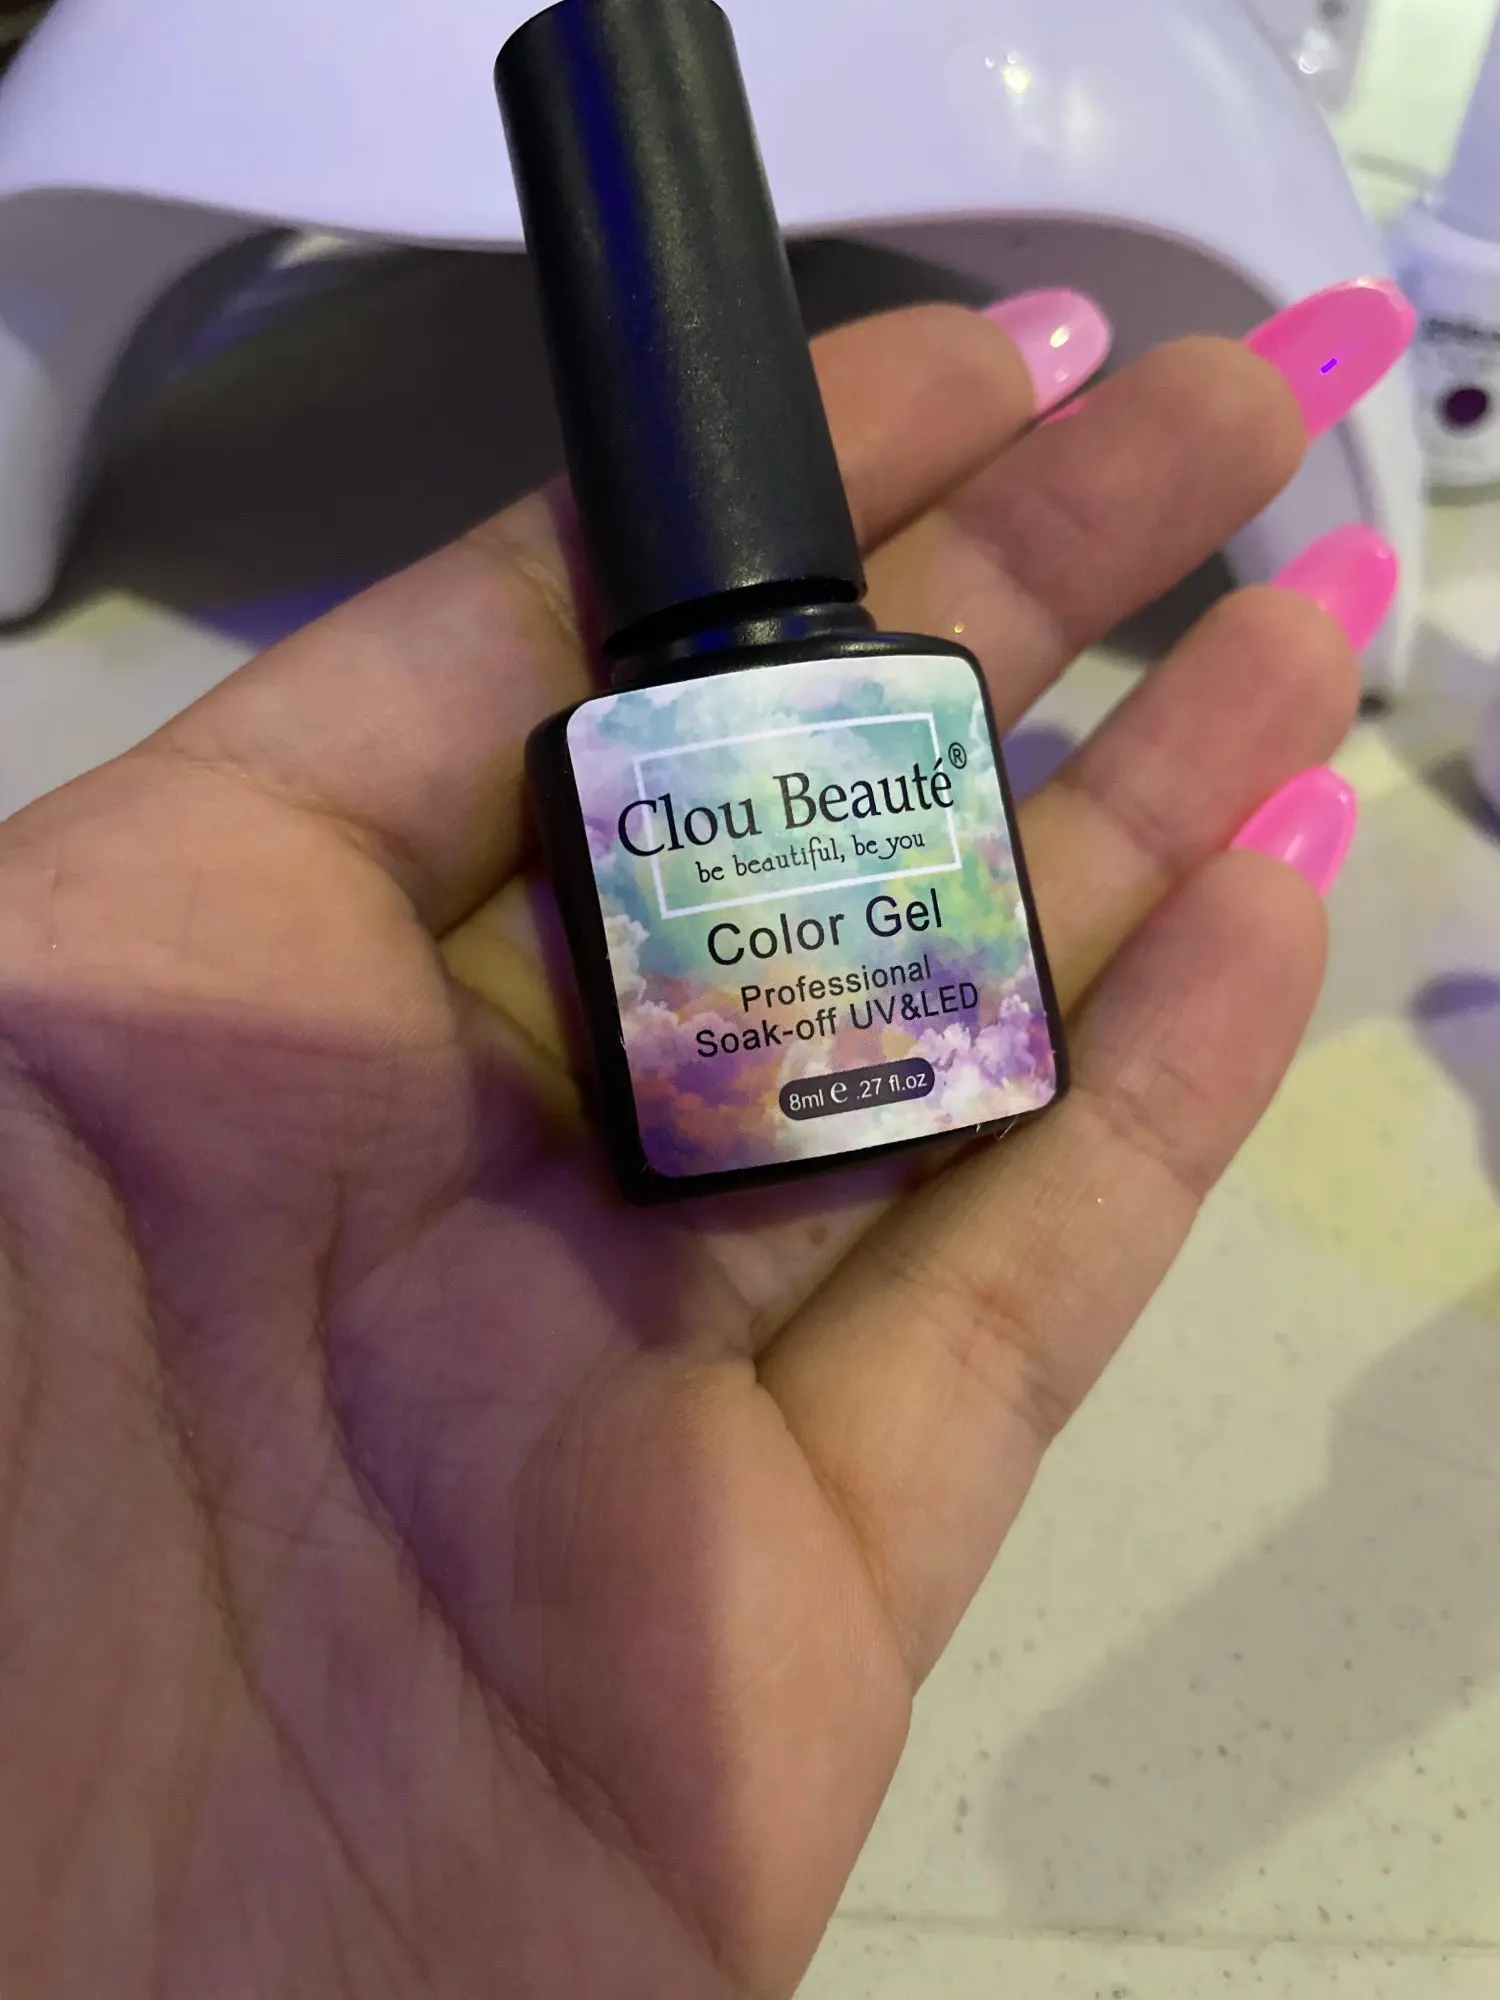 Clou Beauté®
be beautiful, be you
Color Gel
Professional
Soak-off UV&LED
8ml e .27 fl.oz